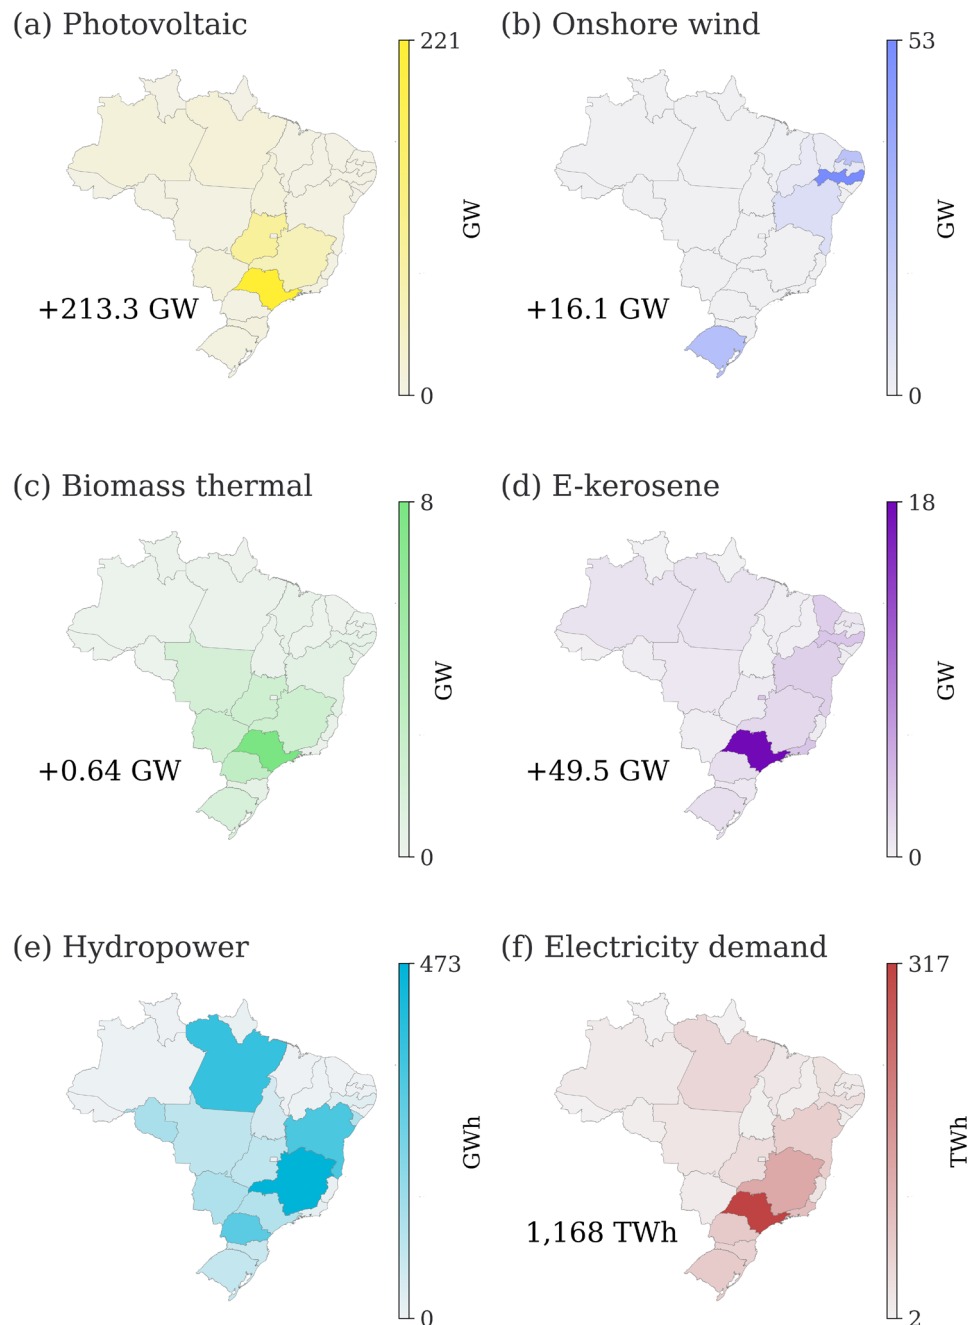 (a) Photovoltaic
221
GW
+213.3 GW
0
(b) Onshore wind
53
GW
+16.1 GW
0
(c) Biomass thermal
8
GW
+0.64 GW
0
(d) E-kerosene
18
GW
+49.5 GW
0
(e) Hydropower
473
GWh
0
(f) Electricity demand
317
TWh
1,168 TWh
2